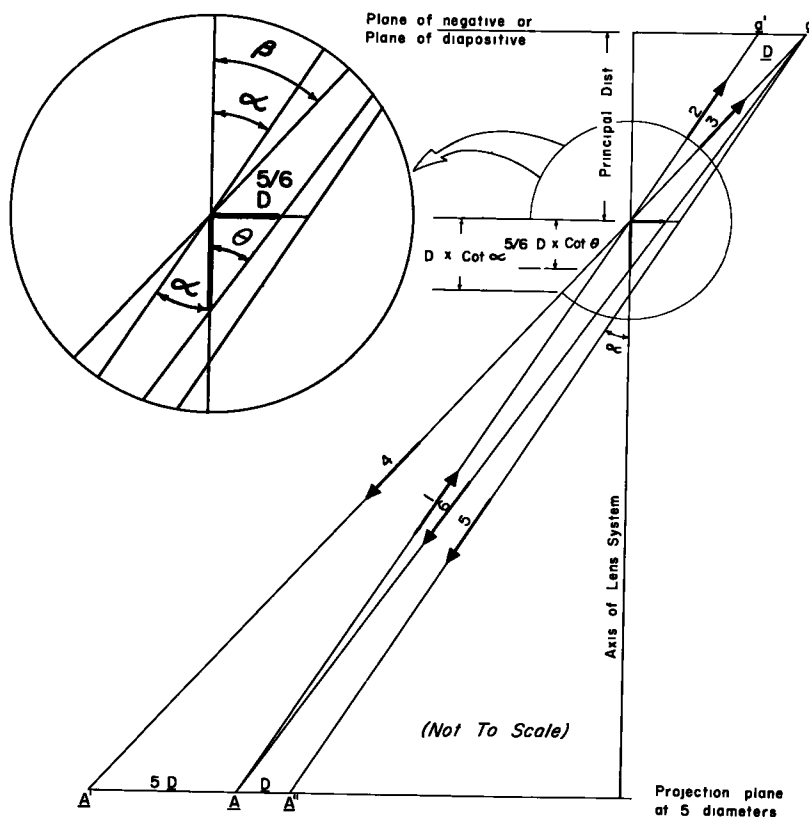 Plane of negative or
Plane of diapositive
a'
D
Principal Dist
2
3
β
α
5/6
D
θ
α
D x Cot α
5/6 D x Cot θ
α
4
1
6
5
Axis of Lens System
(Not To Scale)
5 D
D
A'
A
A"
Projection plane
at 5 diameters